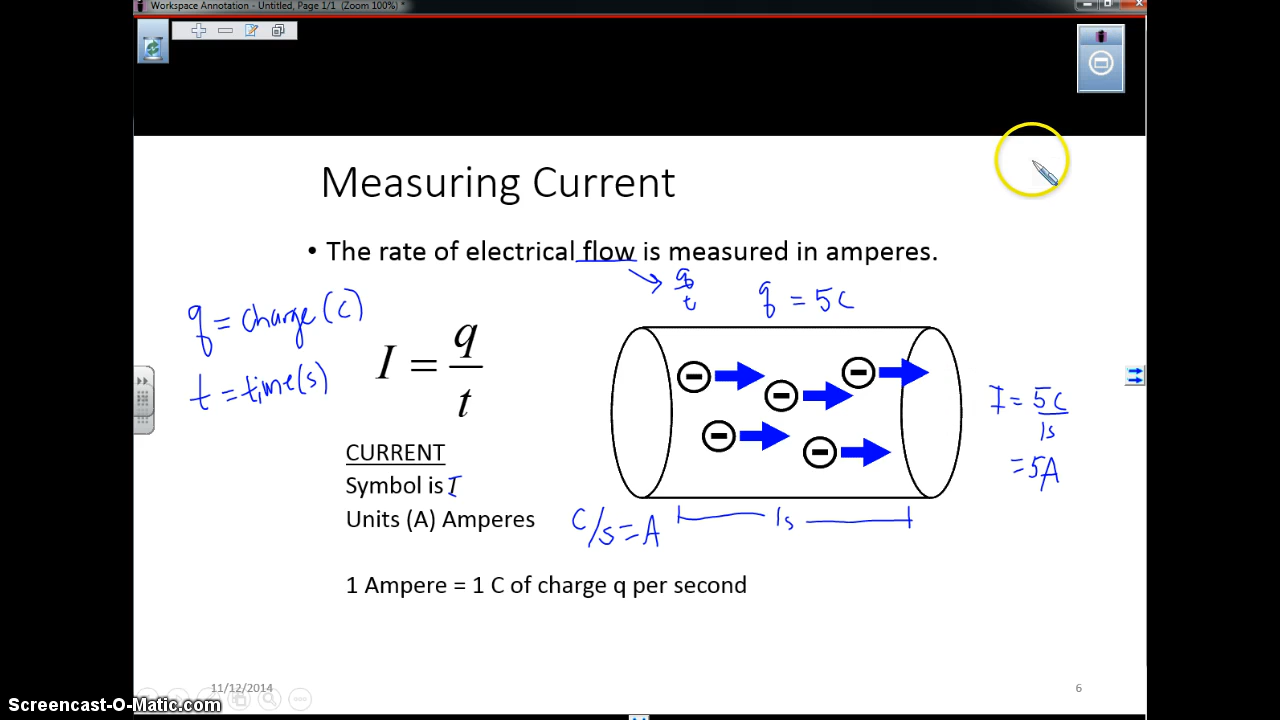 Workspace Annotation - Untitled, Page 1/1 (Zoom 100%) *
Measuring Current
• The rate of electrical flow is measured in amperes.
q/t
q = 5C
q = charge (C)
t = time (s)
I = q/t
I = 5C/1s
= 5A
CURRENT
Symbol is I
Units (A) Amperes
C/s = A
1s
1 Ampere = 1 C of charge q per second
11/12/2014
6
Screencast-O-Matic.com